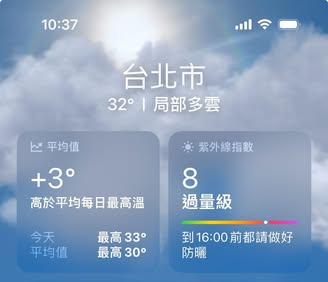 10:37
台北市
32° | 局部多雲
平均值
紫外線指數
+3°
高於平均每日最高溫
今天 最高 33°
平均值 最高 30°
8
過量級
到 16:00 前都請做好
防曬